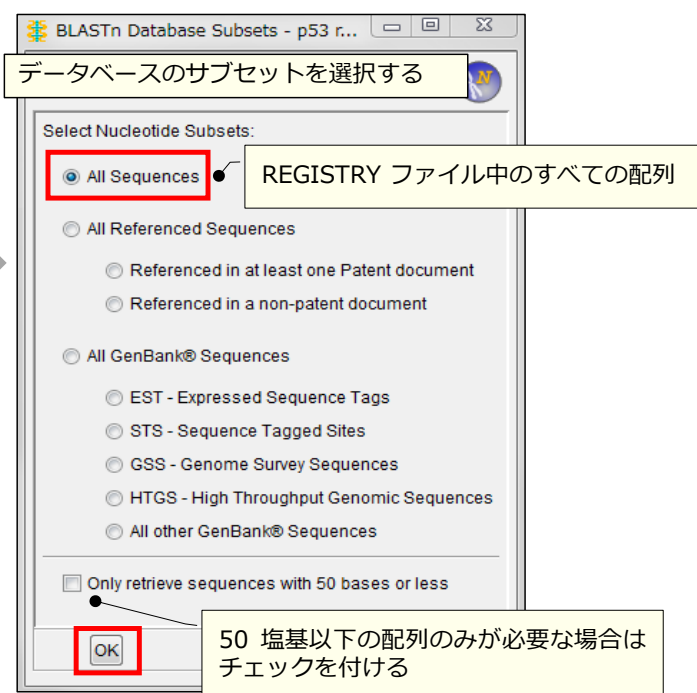 BLASTn Database Subsets - p53 r...
データベースのサブセットを選択する
N
Select Nucleotide Subsets:
All Sequences
REGISTRY ファイル中のすべての配列
All Referenced Sequences
Referenced in at least one Patent document
Referenced in a non-patent document
All GenBank® Sequences
EST - Expressed Sequence Tags
STS - Sequence Tagged Sites
GSS - Genome Survey Sequences
HTGS - High Throughput Genomic Sequences
All other GenBank® Sequences
Only retrieve sequences with 50 bases or less
50 塩基以下の配列のみが必要な場合は
チェックを付ける
OK